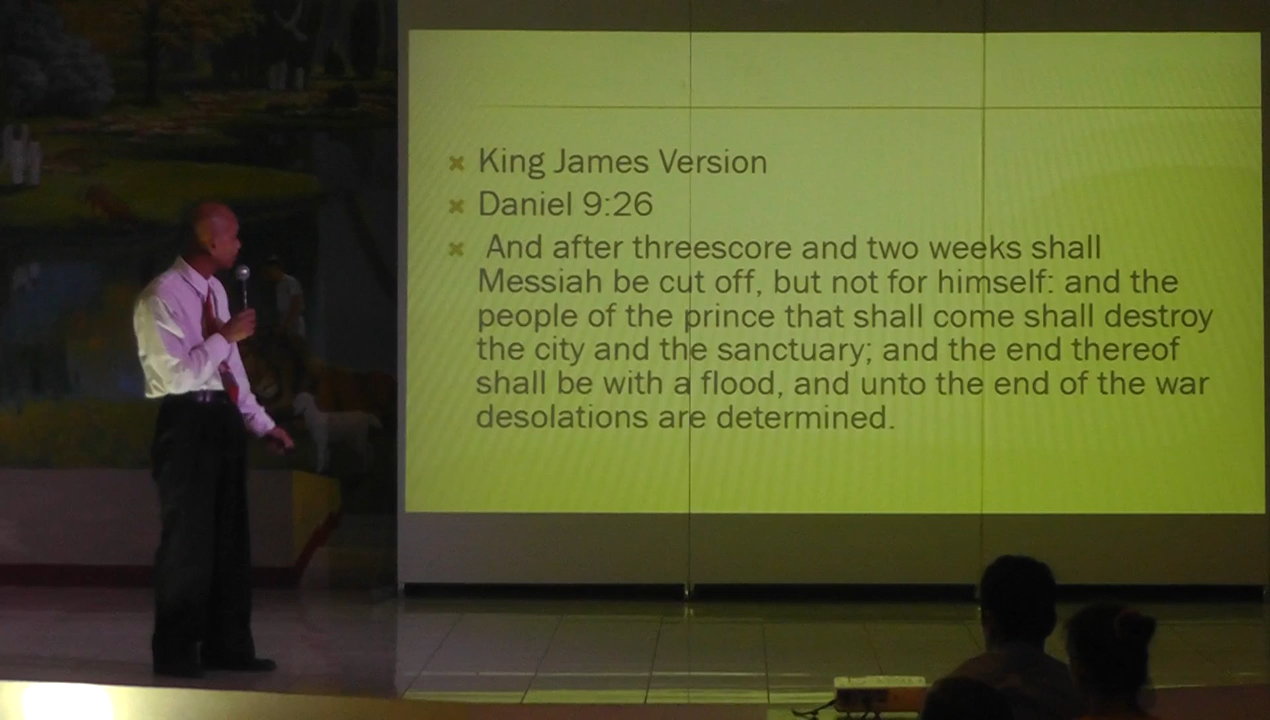 King James Version
Daniel 9:26
And after threescore and two weeks shall
Messiah be cut off, but not for himself: and the
people of the prince that shall come shall destroy
the city and the sanctuary; and the end thereof
shall be with a flood, and unto the end of the war
desolations are determined.